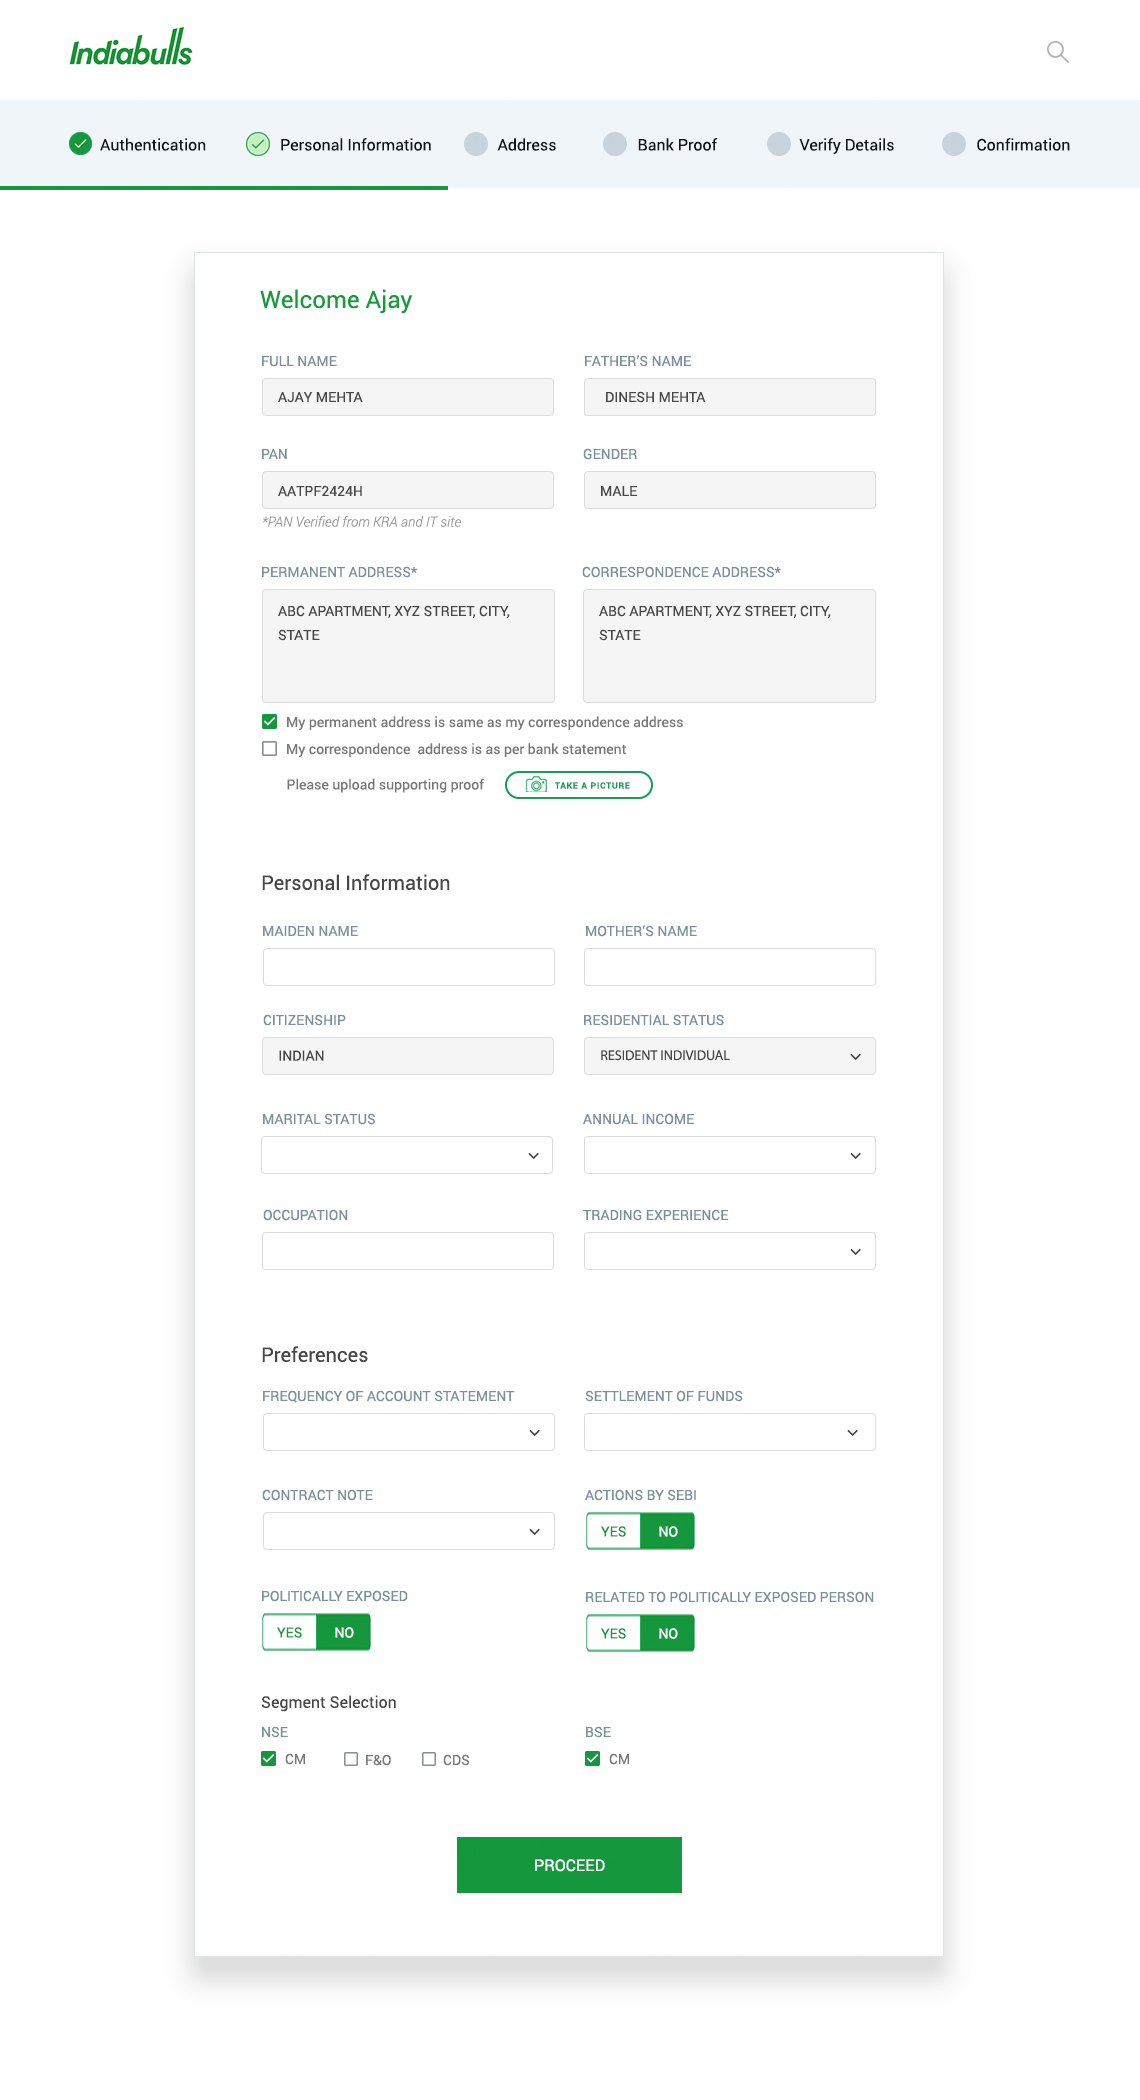 Indiabulls
Authentication Personal Information Address Bank Proof Verify Details Confirmation
Welcome Ajay
FULL NAME FATHER'S NAME
AJAY MEHTA DINESH MEHTA
PAN GENDER
AATPF2424H MALE
*PAN Verified from KRA and IT site
PERMANENT ADDRESS* CORRESPONDENCE ADDRESS*
ABC APARTMENT, XYZ STREET, CITY, ABC APARTMENT, XYZ STREET, CITY,
STATE STATE
My permanent address is same as my correspondence address
My correspondence address is as per bank statement
Please upload supporting proof TAKE A PICTURE
Personal Information
MAIDEN NAME MOTHER'S NAME
CITIZENSHIP RESIDENTIAL STATUS
INDIAN RESIDENT INDIVIDUAL
MARITAL STATUS ANNUAL INCOME
OCCUPATION TRADING EXPERIENCE
Preferences
FREQUENCY OF ACCOUNT STATEMENT SETTLEMENT OF FUNDS
CONTRACT NOTE ACTIONS BY SEBI
YES NO
POLITICALLY EXPOSED RELATED TO POLITICALLY EXPOSED PERSON
YES NO YES NO
Segment Selection
NSE BSE
CM F&O CDS CM
PROCEED